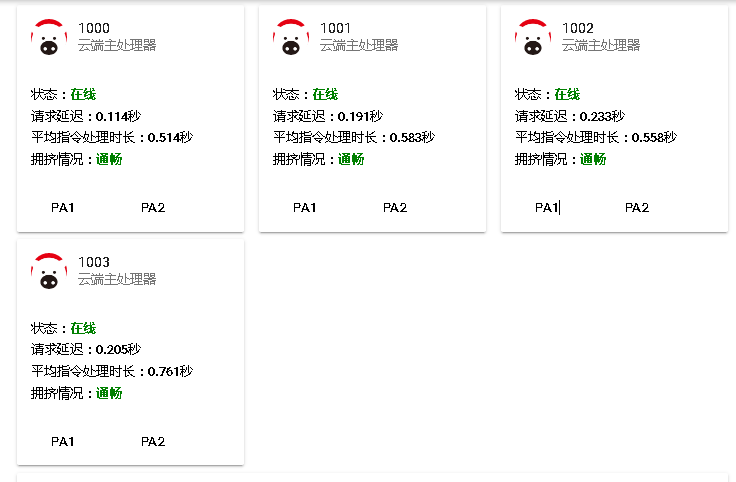 1000
云端主处理器
状态：在线
请求延迟：0.114秒
平均指令处理时长：0.514秒
拥挤情况：通畅
PA1 PA2
1001
云端主处理器
状态：在线
请求延迟：0.191秒
平均指令处理时长：0.583秒
拥挤情况：通畅
PA1 PA2
1002
云端主处理器
状态：在线
请求延迟：0.233秒
平均指令处理时长：0.558秒
拥挤情况：通畅
PA1 PA2
1003
云端主处理器
状态：在线
请求延迟：0.205秒
平均指令处理时长：0.761秒
拥挤情况：通畅
PA1 PA2